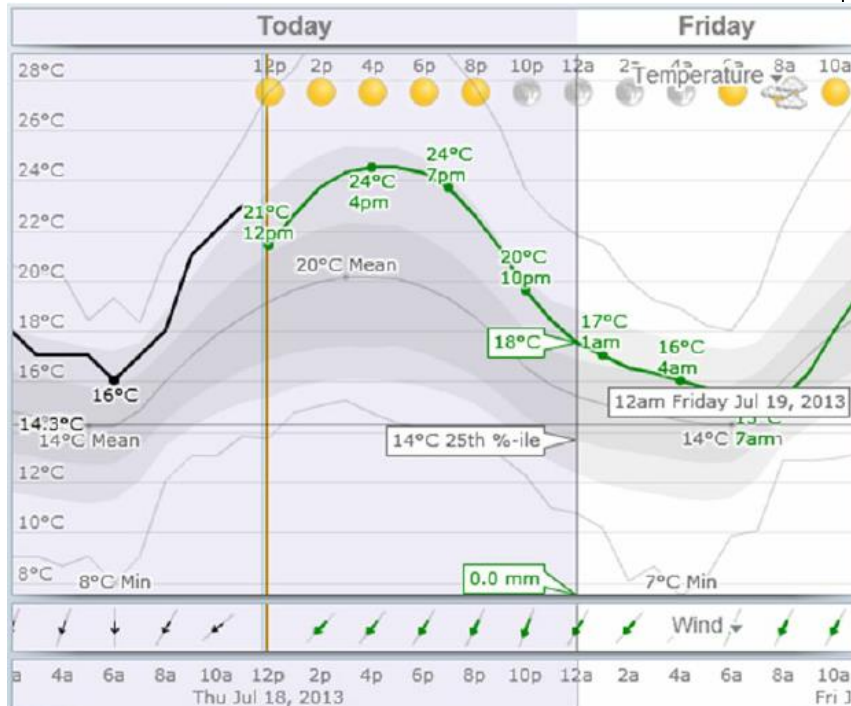 Today Friday
28°C 12p 2p 4p 6p 8p 10p 12a 2a Temperature 8a 10a
26°C
24°C
24°C
7pm
24°C
4pm
22°C
21°C
12pm
20°C
20°C Mean
20°C
10pm
18°C
18°C
17°C
1am
16°C
4am
16°C
16°C
12am Friday Jul 19, 2013
14.3°C
14°C Mean
14°C 25th %-ile
14°C 7am
12°C
10°C
8°C
8°C Min
0.0 mm
7°C Min
Wind
4a 6a 8a 10a 12p 2p 4p 6p 8p 10p 12a 2a 4a 6a 8a 10a
Thu Jul 18, 2013